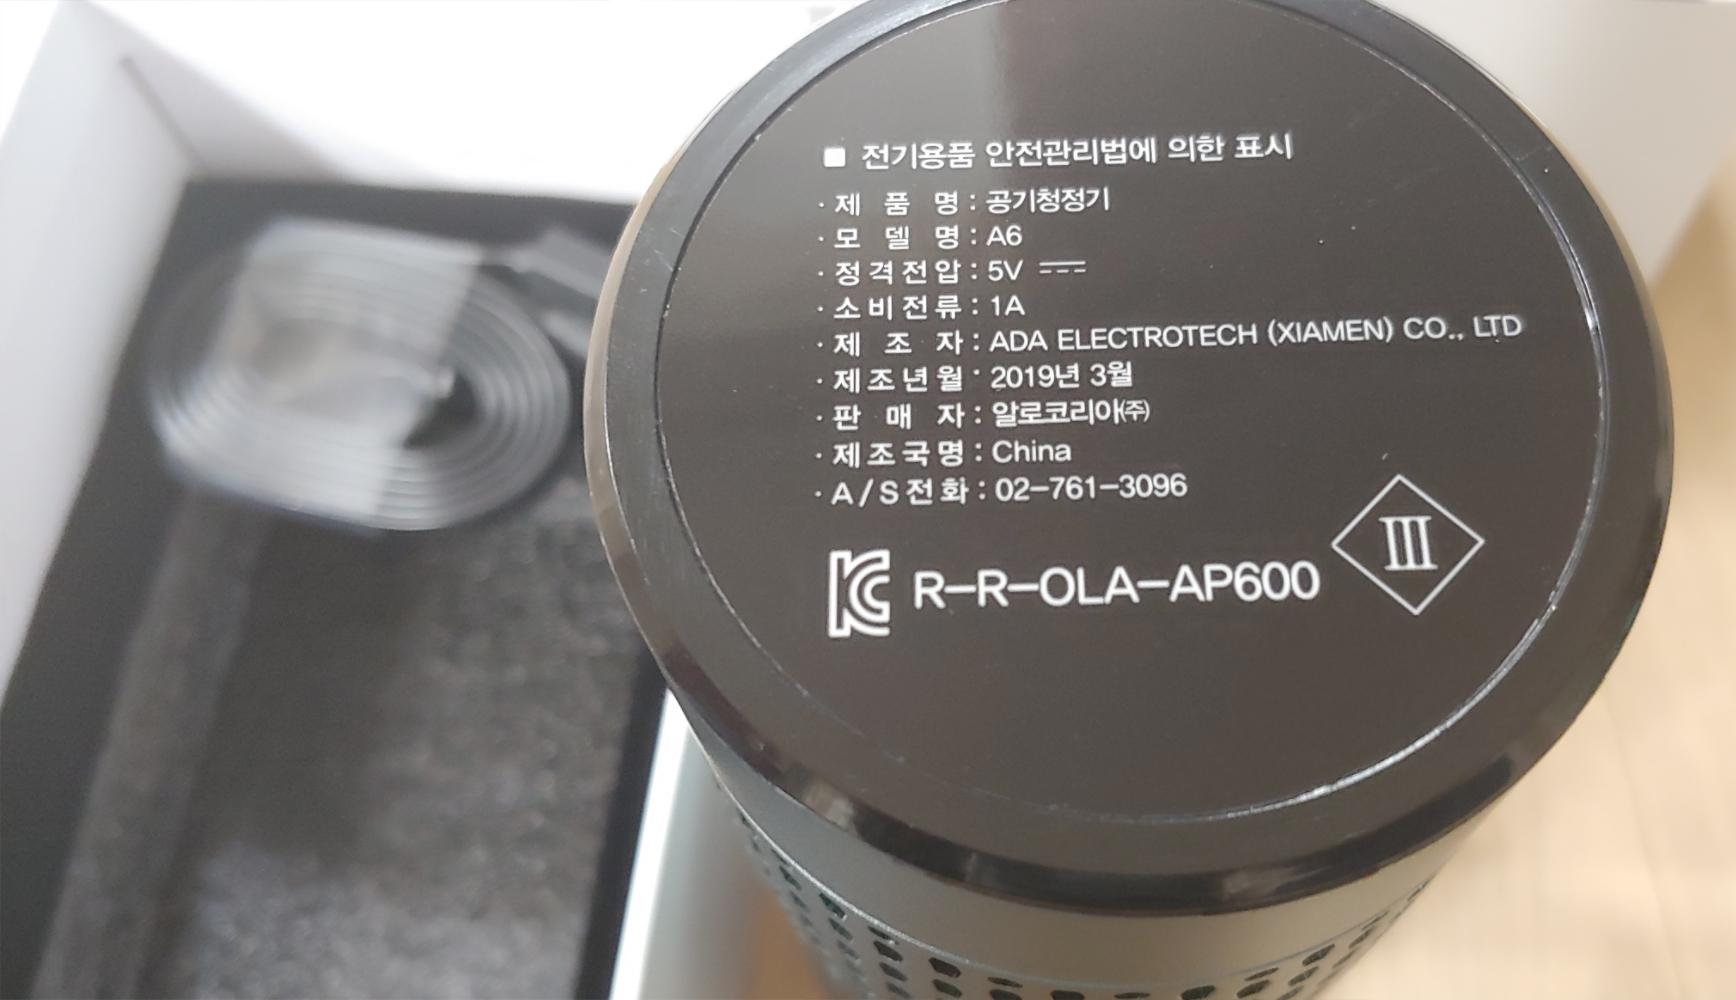 ■ 전기용품 안전관리법에 의한 표시
· 제 품 명 : 공기청정기
· 모 델 명 : A6
· 정격전압 : 5V ⎓
· 소비전류 : 1A
· 제 조 자 : ADA ELECTROTECH (XIAMEN) CO., LTD
· 제조년월 : 2019년 3월
· 판 매 자 : 알로코리아㈜
· 제조국명 : China
· A/S전화 : 02-761-3096
KC R-R-OLA-AP600
III